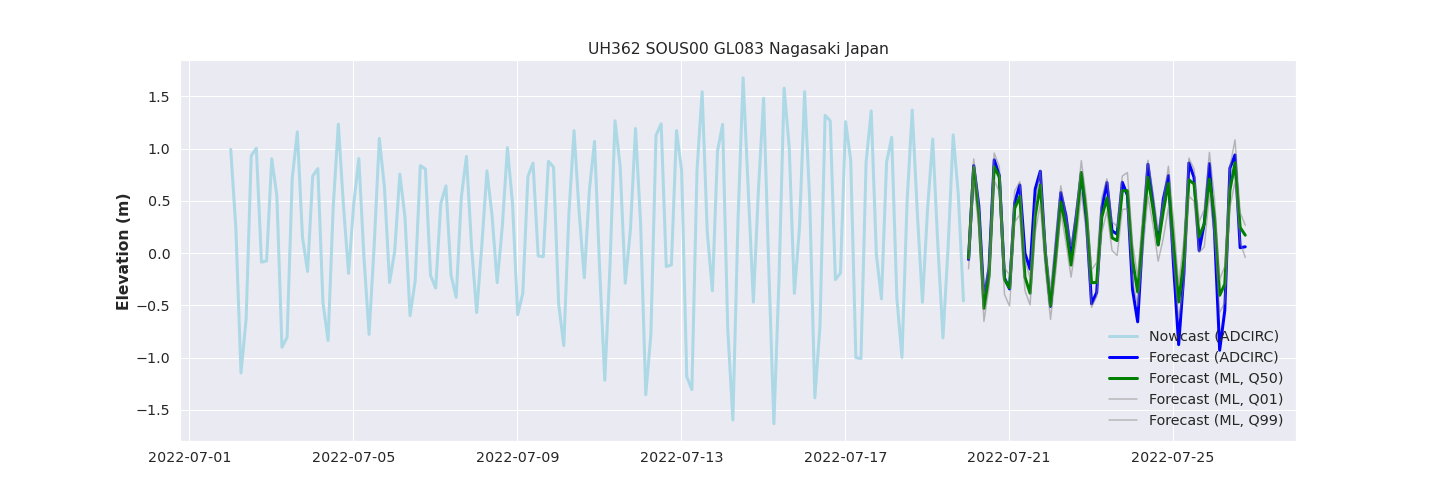 UH362 SOUS00 GL083 Nagasaki Japan
Elevation (m)
1.5
1.0
0.5
0.0
−0.5
−1.0
−1.5
Nowcast (ADCIRC)
Forecast (ADCIRC)
Forecast (ML, Q50)
Forecast (ML, Q01)
Forecast (ML, Q99)
2022-07-01 2022-07-05 2022-07-09 2022-07-13 2022-07-17 2022-07-21 2022-07-25